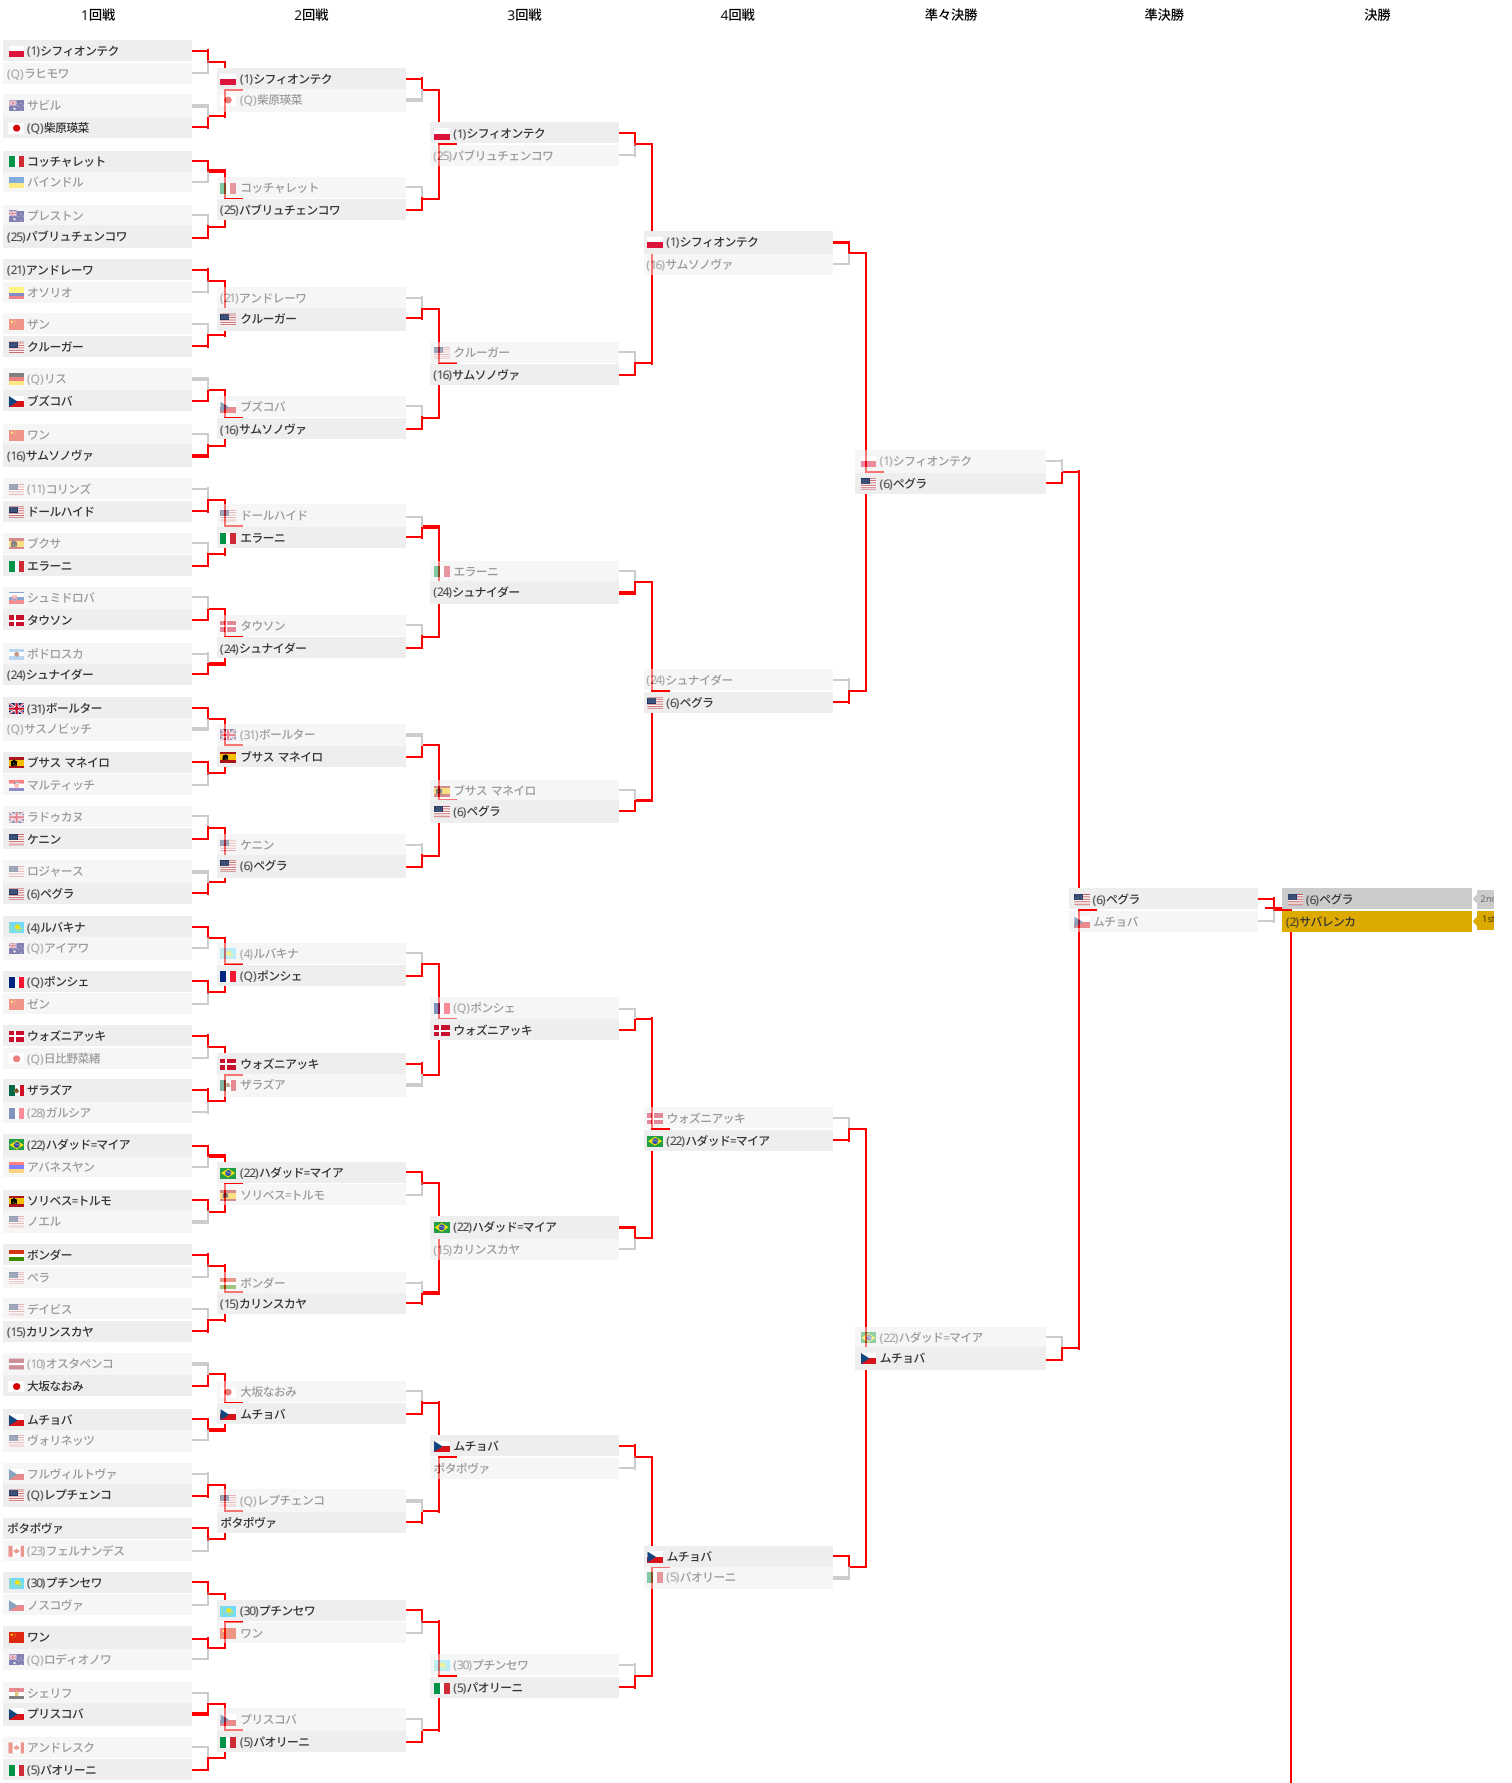 1回戦
2回戦
3回戦
4回戦
準々決勝
準決勝
決勝
(1)シフィオンテク
(Q)ラヒモワ
サビル
(Q)柴原瑛菜
コッチャレット
バインドル
プレストン
(25)パブリュチェンコワ
(21)アンドレーワ
オソリオ
ザン
クルーガー
(Q)リス
ブズコバ
ワン
(16)サムソノヴァ
(11)コリンズ
ドールハイド
ブクサ
エラーニ
シュミドロバ
タウソン
ポドロスカ
(24)シュナイダー
(31)ボールター
(Q)サスノビッチ
ブサス マネイロ
マルティッチ
ラドゥカヌ
ケニン
ロジャース
(6)ペグラ
(4)ルバキナ
(Q)アイアワ
(Q)ポンシェ
ゼン
ウォズニアッキ
(Q)日比野菜緒
ザラズア
(28)ガルシア
(22)ハダッド=マイア
アバネスヤン
ソリベス=トルモ
ノエル
ボンダー
ペラ
デイビス
(15)カリンスカヤ
(10)オスタペンコ
大坂なおみ
ムチョバ
ヴォリネッツ
フルヴィルトヴァ
(Q)レプチェンコ
ポタポヴァ
(23)フェルナンデス
(30)プチンセワ
ノスコヴァ
ワン
(Q)ロディオノワ
シェリフ
プリスコバ
アンドレスク
(5)パオリーニ
(1)シフィオンテク
(Q)柴原瑛菜
コッチャレット
(25)パブリュチェンコワ
(21)アンドレーワ
クルーガー
ブズコバ
(16)サムソノヴァ
ドールハイド
エラーニ
タウソン
(24)シュナイダー
(31)ボールター
ブサス マネイロ
ケニン
(6)ペグラ
(4)ルバキナ
(Q)ポンシェ
ウォズニアッキ
ザラズア
(22)ハダッド=マイア
ソリベス=トルモ
ボンダー
(15)カリンスカヤ
大坂なおみ
ムチョバ
(Q)レプチェンコ
ポタポヴァ
(30)プチンセワ
ワン
プリスコバ
(5)パオリーニ
(1)シフィオンテク
(25)パブリュチェンコワ
クルーガー
(16)サムソノヴァ
エラーニ
(24)シュナイダー
ブサス マネイロ
(6)ペグラ
(Q)ポンシェ
ウォズニアッキ
(22)ハダッド=マイア
(15)カリンスカヤ
ムチョバ
ポタポヴァ
(30)プチンセワ
(5)パオリーニ
(1)シフィオンテク
(16)サムソノヴァ
(24)シュナイダー
(6)ペグラ
ウォズニアッキ
(22)ハダッド=マイア
ムチョバ
(5)パオリーニ
(1)シフィオンテク
(6)ペグラ
(22)ハダッド=マイア
ムチョバ
(6)ペグラ
ムチョバ
(6)ペグラ
2nd
(2)サバレンカ
1st